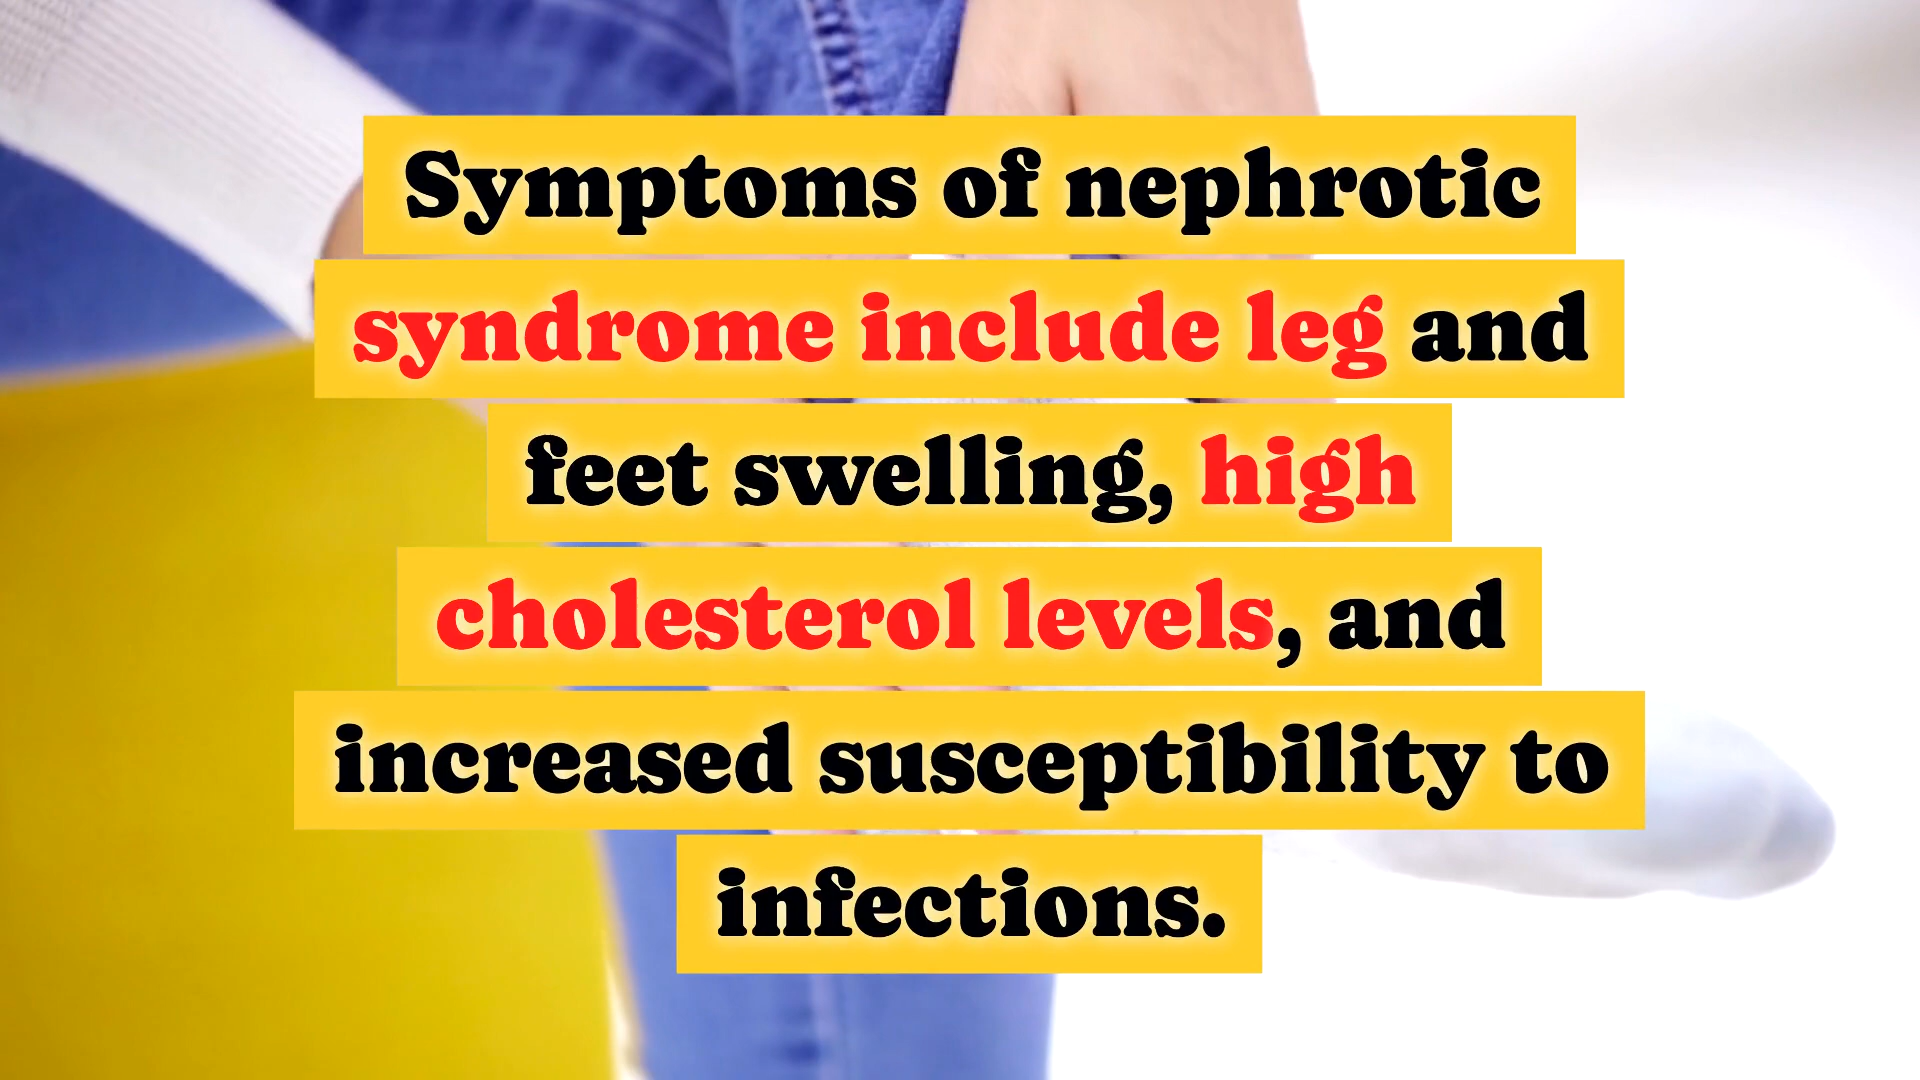 Symptoms of nephrotic
syndrome include leg and
feet swelling, high
cholesterol levels, and
increased susceptibility to
infections.